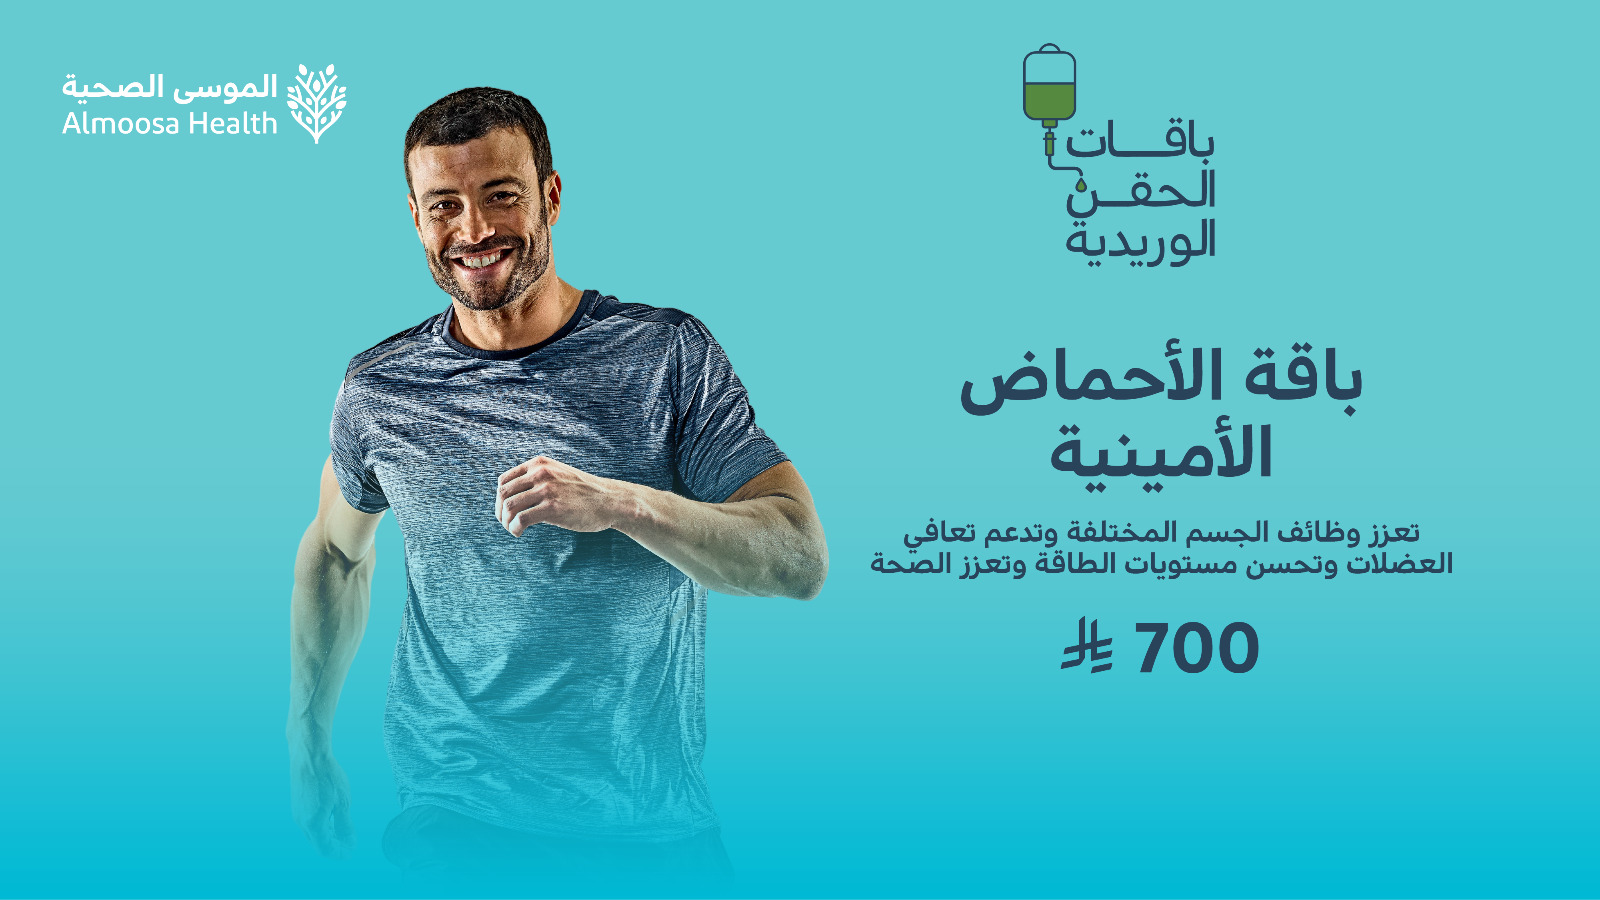 الموسى الصحية
Almoosa Health
باقات
الحقن
الوريدية
باقة الأحماض
الأمينية
تعزز وظائف الجسم المختلفة وتدعم تعافي
العضلات وتحسن مستويات الطاقة وتعزز الصحة
700 ⃁